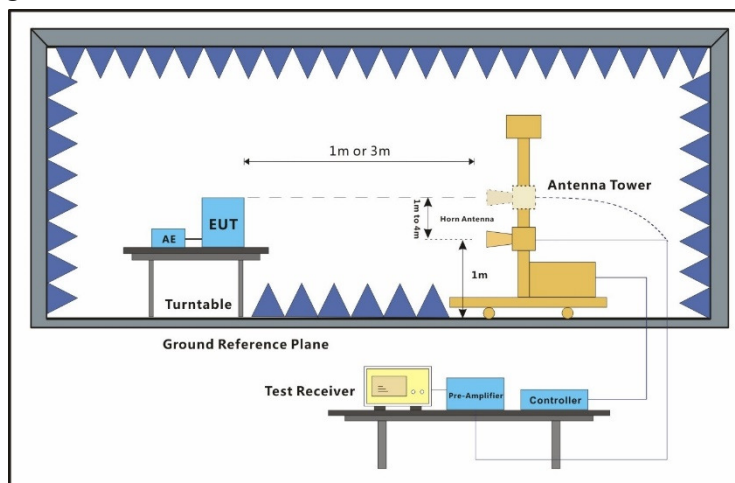 1m or 3m
Antenna Tower
1m to 4m
Horn Antenna
EUT
AE
1m
Turntable
Ground Reference Plane
Test Receiver
Pre-Amplifier
Controller